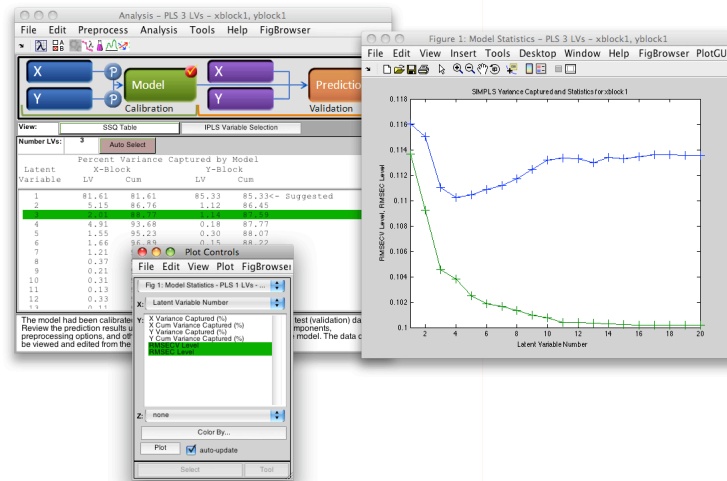 Analysis - PLS 3 LVs - xblock1, yblock1
File Edit Preprocess Analysis Tools Help FigBrowser
X P Model X Predictio
Y P Y
Calibration Validation
View: SSQ Table IPLS Variable Selection
Number LVs: 3 Auto Select
Percent Variance Captured by Model
Latent X-Block Y-Block
Variable LV Cum LV Cum
1 81.61 81.61 85.33 85.33<- Suggested
2 5.15 86.76 1.12 86.45
3 2.01 88.77 1.14 87.59
4 4.91 93.68 0.18 87.77
5 1.55 95.23 0.30 88.07
6 1.66 96.89 0.15 88.22
7 1.21
8 0.37
9 0.21
10 0.31
11 0.13
12 0.33
13 0.11
The model had been calibrate test (validation) da
Review the prediction results u mponents,
preprocessing options, and oth e model. The data c
be viewed and edited from the
Plot Controls
File Edit View Plot FigBrowser
Fig 1: Model Statistics - PLS 1 LVs - ...
X: Latent Variable Number
Y: X Variance Captured (%)
X Cum Variance Captured (%)
Y Variance Captured (%)
Y Cum Variance Captured (%)
RMSECV Level
RMSEC Level
Z: none
Color By...
Plot auto-update
Select Tool
Figure 1: Model Statistics - PLS 3 LVs - xblock1, yblock1
File Edit View Insert Tools Desktop Window Help FigBrowser PlotGUI
SIMPLS Variance Captured and Statistics for xblock1
RMSECV Level, RMSEC Level
0.118
0.116
0.114
0.112
0.11
0.108
0.106
0.104
0.102
0.1
2 4 6 8 10 12 14 16 18 20
Latent Variable Number